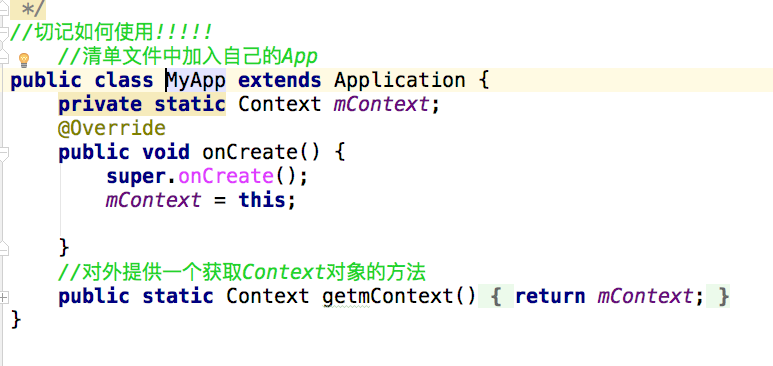 */
//切记如何使用!!!!!
//清单文件中加入自己的App
public class MyApp extends Application {
private static Context mContext;
@Override
public void onCreate() {
super.onCreate();
mContext = this;
}
//对外提供一个获取Context对象的方法
public static Context getmContext() { return mContext; }
}